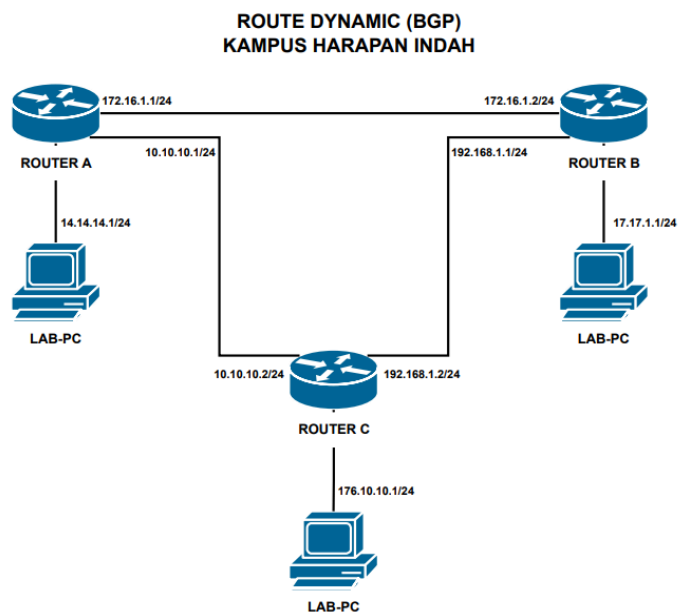 ROUTE DYNAMIC (BGP)
KAMPUS HARAPAN INDAH
172.16.1.1/24
172.16.1.2/24
ROUTER A
10.10.10.1/24
192.168.1.1/24
ROUTER B
14.14.14.1/24
17.17.1.1/24
LAB-PC
LAB-PC
10.10.10.2/24
192.168.1.2/24
ROUTER C
176.10.10.1/24
LAB-PC